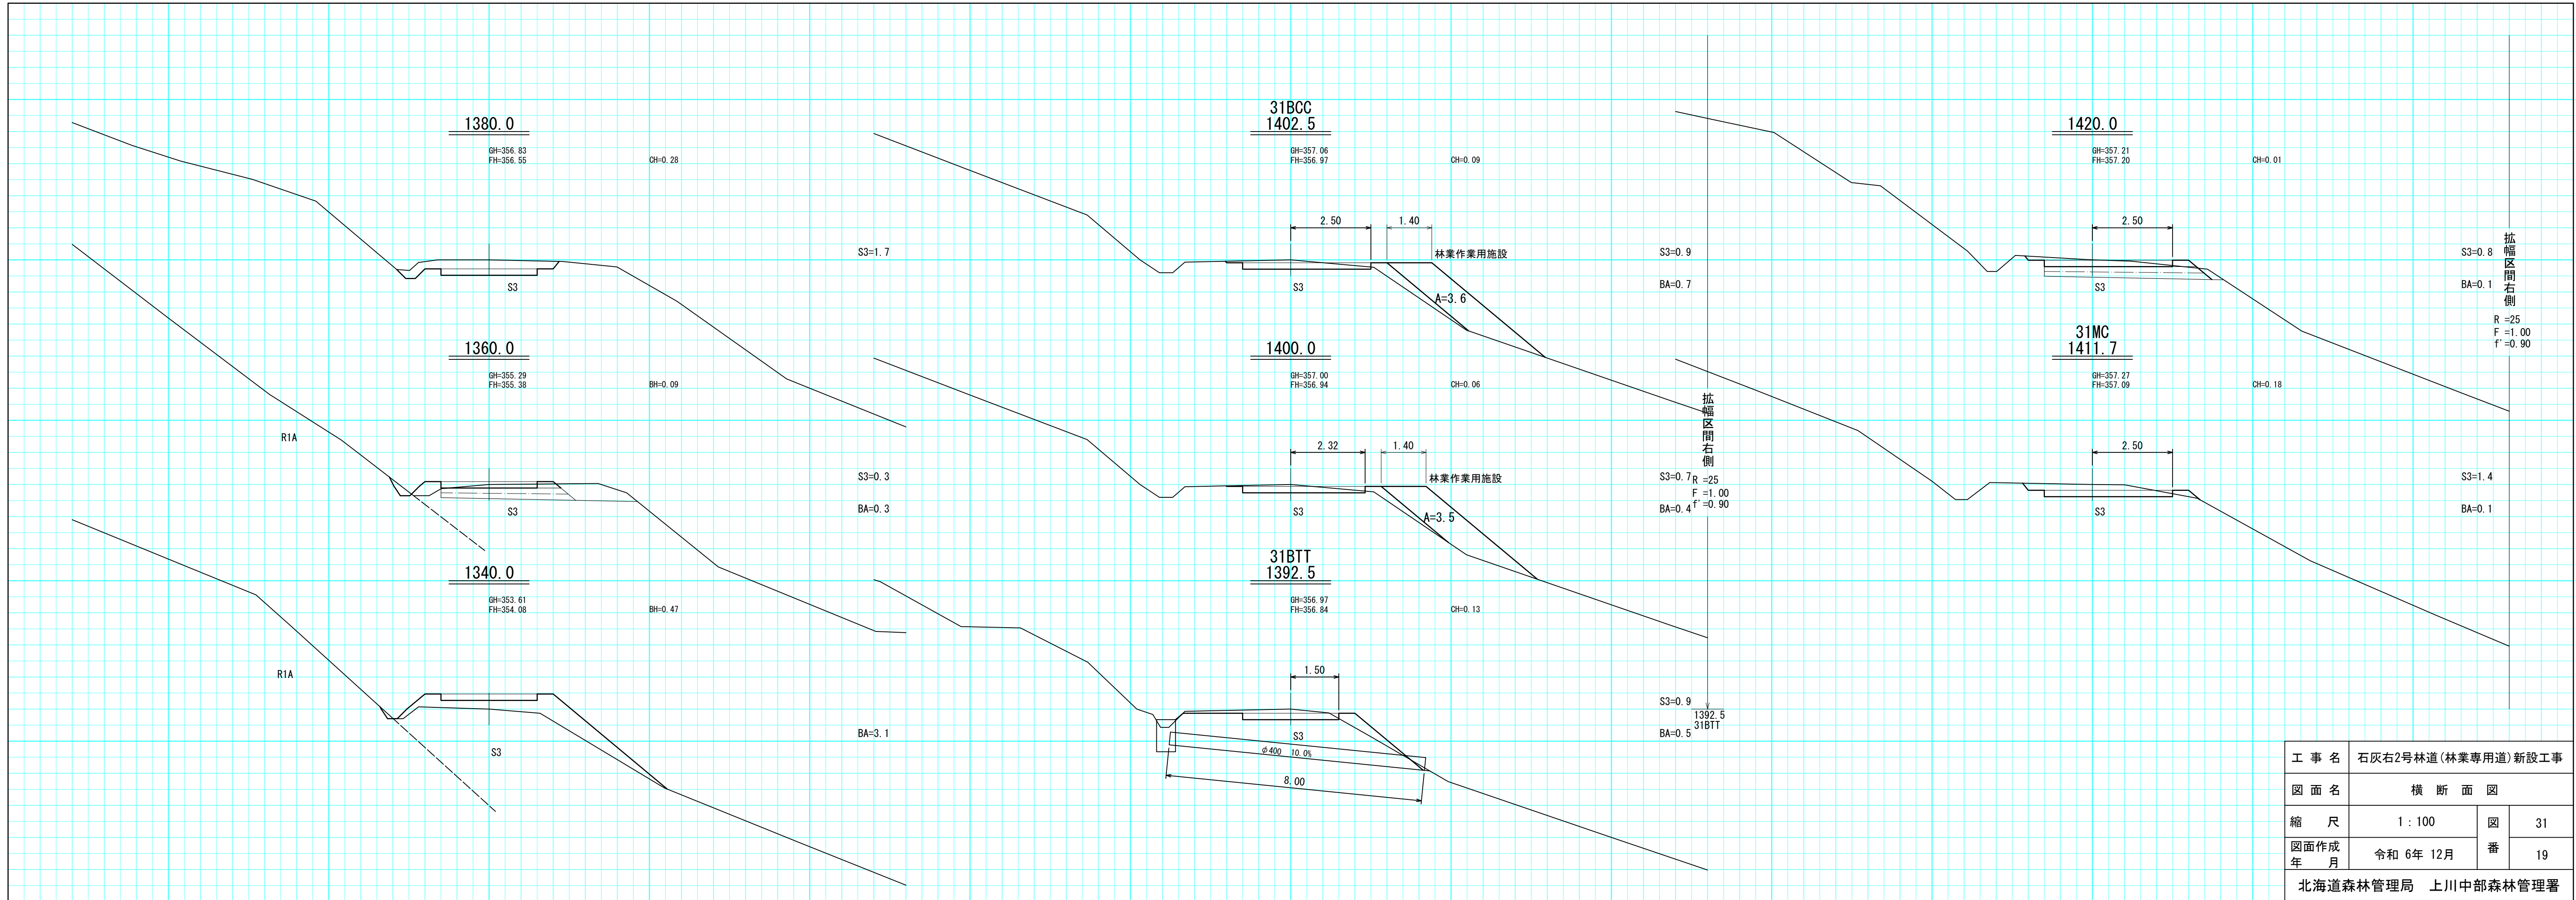 1380.0
GH=356.83
FH=356.55
CH=0.28
S3=1.7
S3
1360.0
GH=355.29
FH=355.38
BH=0.09
R1A
S3=0.3
S3
BA=0.3
1340.0
GH=353.61
FH=354.08
BH=0.47
R1A
BA=3.1
S3
31BCC
1402.5
GH=357.06
FH=356.97
CH=0.09
2.50
1.40
林業作業用施設
S3=0.9
S3
BA=0.7
A=3.6
1400.0
GH=357.00
FH=356.94
CH=0.06
2.32
1.40
林業作業用施設
S3=0.7
S3
BA=0.4
A=3.5
31BTT
1392.5
GH=356.97
FH=356.84
CH=0.13
1.50
S3=0.9
S3
BA=0.5
φ400 10.0%
8.00
拡幅区間右側
R =25
F =1.00
f'=0.90
1392.5
31BTT
1420.0
GH=357.21
FH=357.20
CH=0.01
2.50
S3=0.8
S3
BA=0.1
拡幅区間右側
R =25
F =1.00
f'=0.90
31MC
1411.7
GH=357.27
FH=357.09
CH=0.18
2.50
S3=1.4
S3
BA=0.1
工事名 石灰右2号林道(林業専用道)新設工事
図面名 横断面図
縮尺 1:100 図番 31
図面作成年月 令和 6年 12月 19
北海道森林管理局 上川中部森林管理署